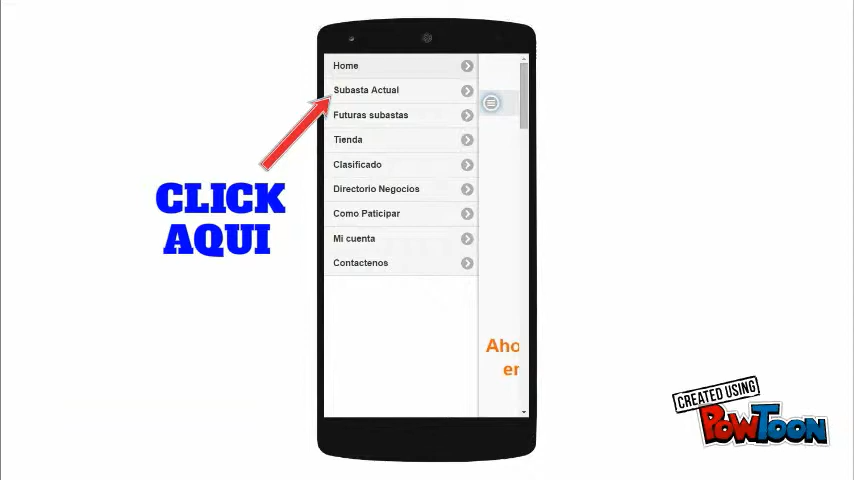 Home
Subasta Actual
Futuras subastas
Tienda
Clasificado
Directorio Negocios
Como Paticipar
Mi cuenta
Contactenos
CLICK
AQUI
Aho
en
CREATED USING
POWTOON